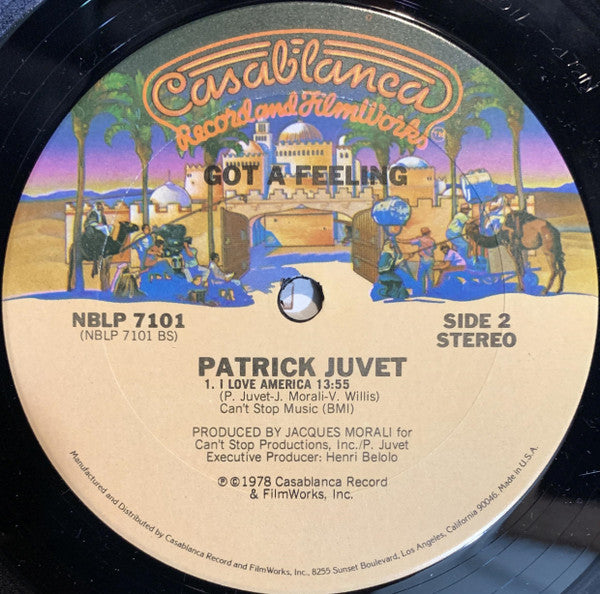 Casablanca
Record and FilmWorks
TM
GOT A FEELING
NBLP 7101
(NBLP 7101 BS)
SIDE 2
STEREO
PATRICK JUVET
1. I LOVE AMERICA 13:55
(P. Juvet-J. Morali-V. Willis)
Can't Stop Music (BMI)
PRODUCED BY JACQUES MORALI for
Can't Stop Productions, Inc./P. Juvet
Executive Producer: Henri Belolo
℗©1978 Casablanca Record
& FilmWorks, Inc.
Manufactured and Distributed by Casablanca Record and FilmWorks, Inc., 8255 Sunset Boulevard, Los Angeles, California 90046. Made in U.S.A.